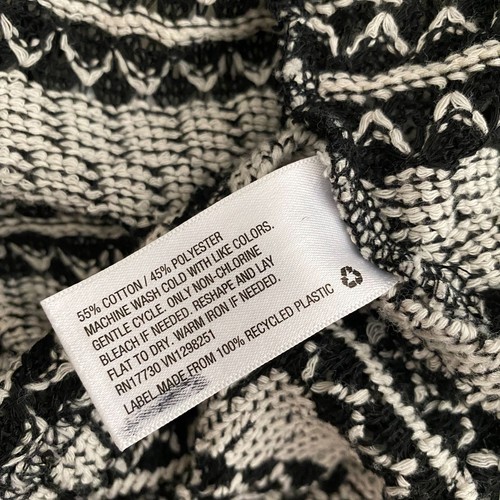 55% COTTON / 45% POLYESTER
MACHINE WASH COLD WITH LIKE COLORS.
GENTLE CYCLE. ONLY NON-CHLORINE
BLEACH IF NEEDED. RESHAPE AND LAY
FLAT TO DRY. WARM IRON IF NEEDED.
RN17730 VN1298251
LABEL MADE FROM 100% RECYCLED PLASTIC